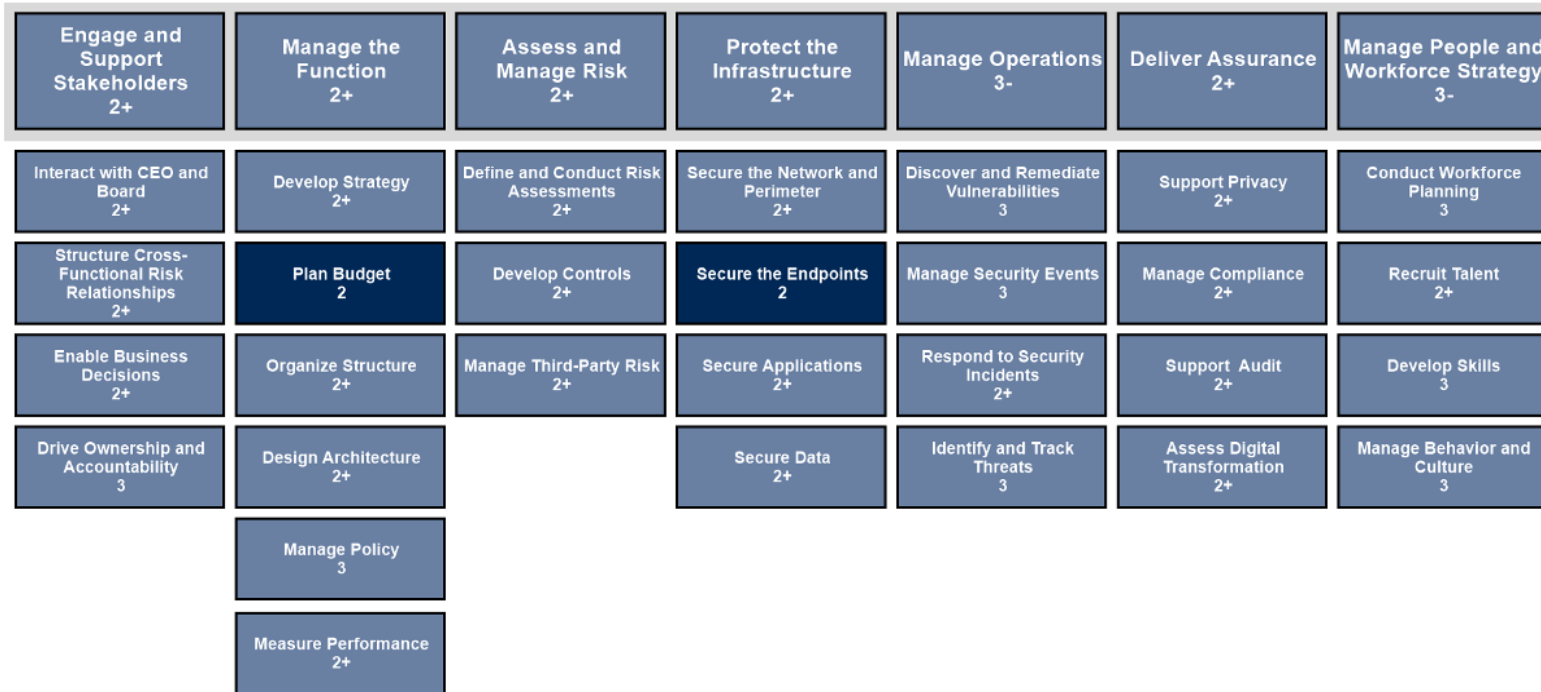 Engage and
Support
Stakeholders
2+
Manage the
Function
2+
Assess and
Manage Risk
2+
Protect the
Infrastructure
2+
Manage Operations
3-
Deliver Assurance
2+
Manage People and
Workforce Strategy
3-
Interact with CEO and
Board
2+
Develop Strategy
2+
Define and Conduct Risk
Assessments
2+
Secure the Network and
Perimeter
2+
Discover and Remediate
Vulnerabilities
3
Support Privacy
2+
Conduct Workforce
Planning
3
Structure Cross-
Functional Risk
Relationships
2+
Plan Budget
2
Develop Controls
2+
Secure the Endpoints
2
Manage Security Events
3
Manage Compliance
2+
Recruit Talent
2+
Enable Business
Decisions
2+
Organize Structure
2+
Manage Third-Party Risk
2+
Secure Applications
2+
Respond to Security
Incidents
2+
Support Audit
2+
Develop Skills
3
Drive Ownership and
Accountability
3
Design Architecture
2+
Secure Data
2+
Identify and Track
Threats
3
Assess Digital
Transformation
2+
Manage Behavior and
Culture
3
Manage Policy
3
Measure Performance
2+